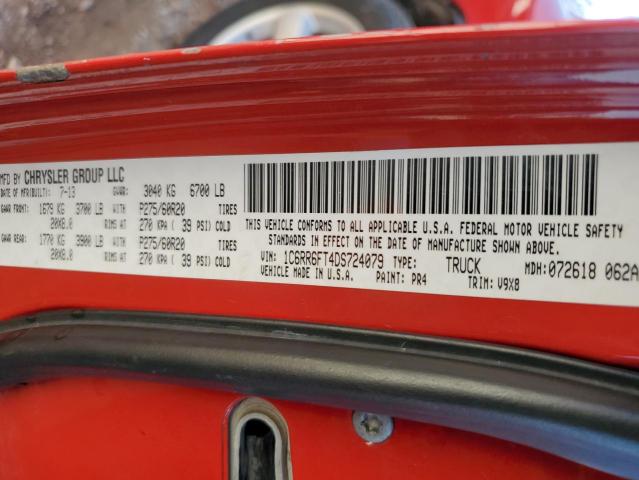 MFD BY CHRYSLER GROUP LLC
DATE OF MFR(BUILT): 7-13 GVWR: 3040 KG 6700 LB
GAWR FRONT: 1679 KG 3700 LB WITH P275/60R20 TIRES
20X8.0 RIMS AT 270 KPA ( 39 PSI) COLD
GAWR REAR: 1770 KG 3900 LB WITH P275/60R20 TIRES
20X8.0 RIMS AT 270 KPA ( 39 PSI) COLD
THIS VEHICLE CONFORMS TO ALL APPLICABLE U.S.A. FEDERAL MOTOR VEHICLE SAFETY
STANDARDS IN EFFECT ON THE DATE OF MANUFACTURE SHOWN ABOVE.
VIN: 1C6RR6FT4DS724079 TYPE: TRUCK MDH: 072618 062A
VEHICLE MADE IN U.S.A. PAINT: PR4 TRIM: V9X8